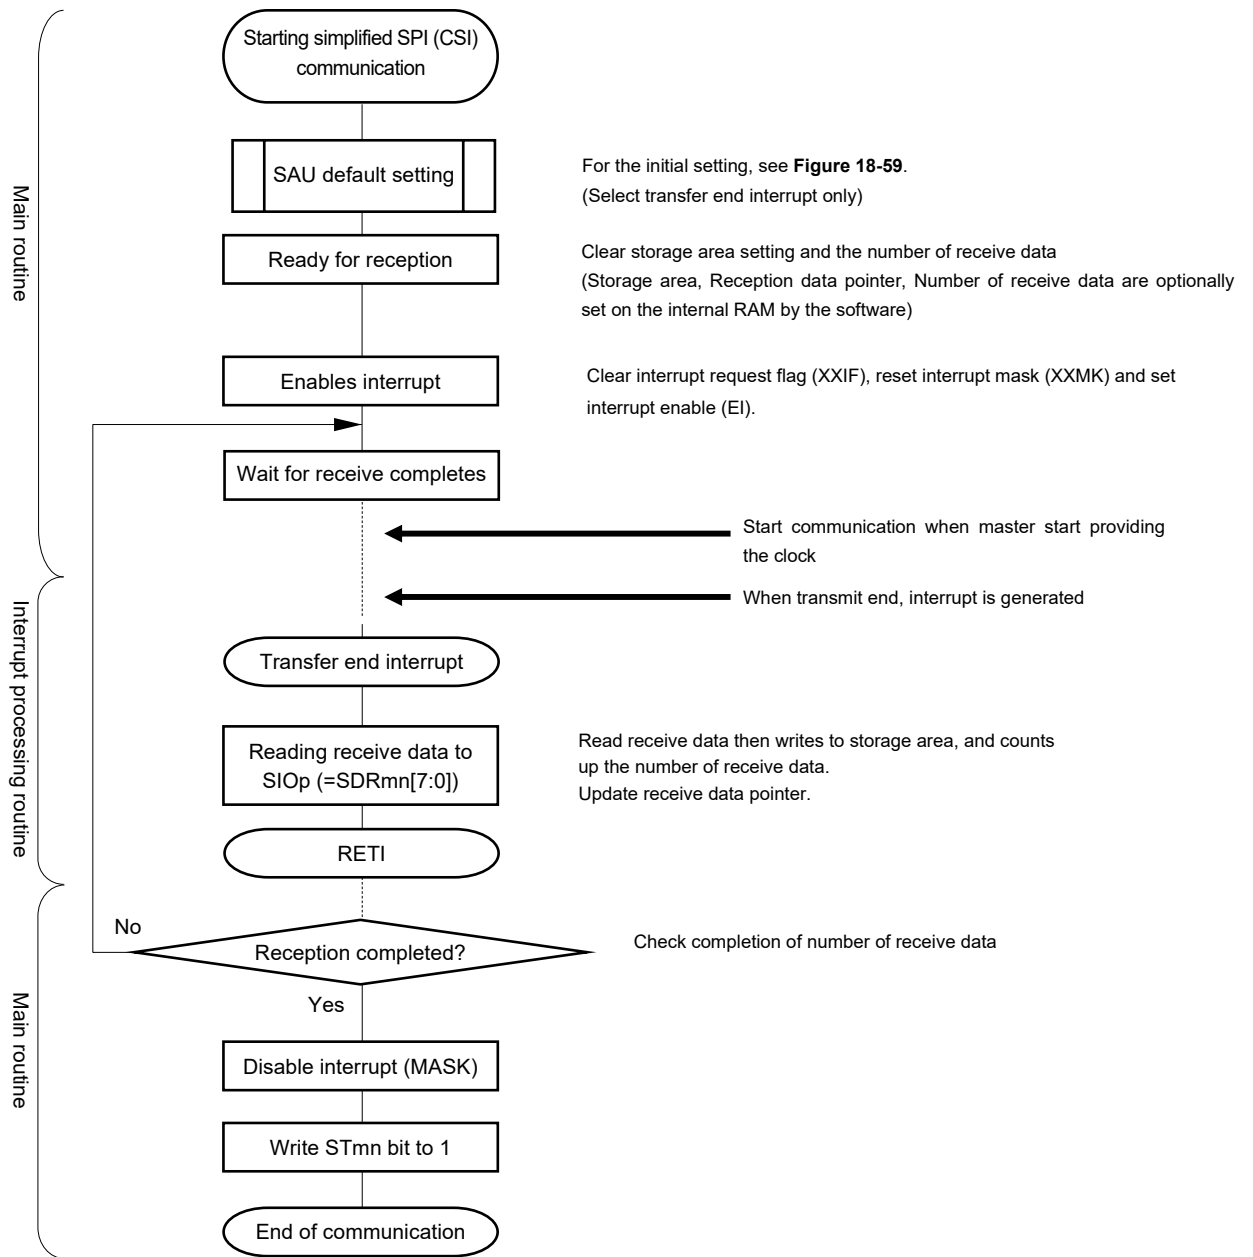 Starting simplified SPI (CSI)
communication
SAU default setting
For the initial setting, see Figure 18-59.
(Select transfer end interrupt only)
Main routine
Ready for reception
Clear storage area setting and the number of receive data
(Storage area, Reception data pointer, Number of receive data are optionally
set on the internal RAM by the software)
Enables interrupt
Clear interrupt request flag (XXIF), reset interrupt mask (XXMK) and set
interrupt enable (EI).
Wait for receive completes
Start communication when master start providing
the clock
When transmit end, interrupt is generated
Interrupt processing routine
Transfer end interrupt
Reading receive data to
SIOp (=SDRmn[7:0])
Read receive data then writes to storage area, and counts
up the number of receive data.
Update receive data pointer.
RETI
No
Reception completed?
Check completion of number of receive data
Yes
Main routine
Disable interrupt (MASK)
Write STmn bit to 1
End of communication